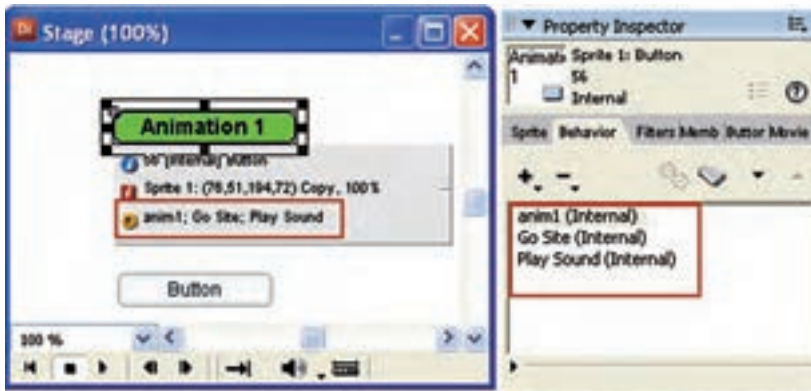 Stage (100%)
Animation 1
56 (Internal) Button
Sprite 1: (76,51,194,72) Copy, 100%
anim1; Go Site; Play Sound
Button
100 %
Property Inspector
Sprite 1: Button
1
56
Internal
Sprite Behavior Filters Memb Button Movie
anim1 (Internal)
Go Site (Internal)
Play Sound (Internal)